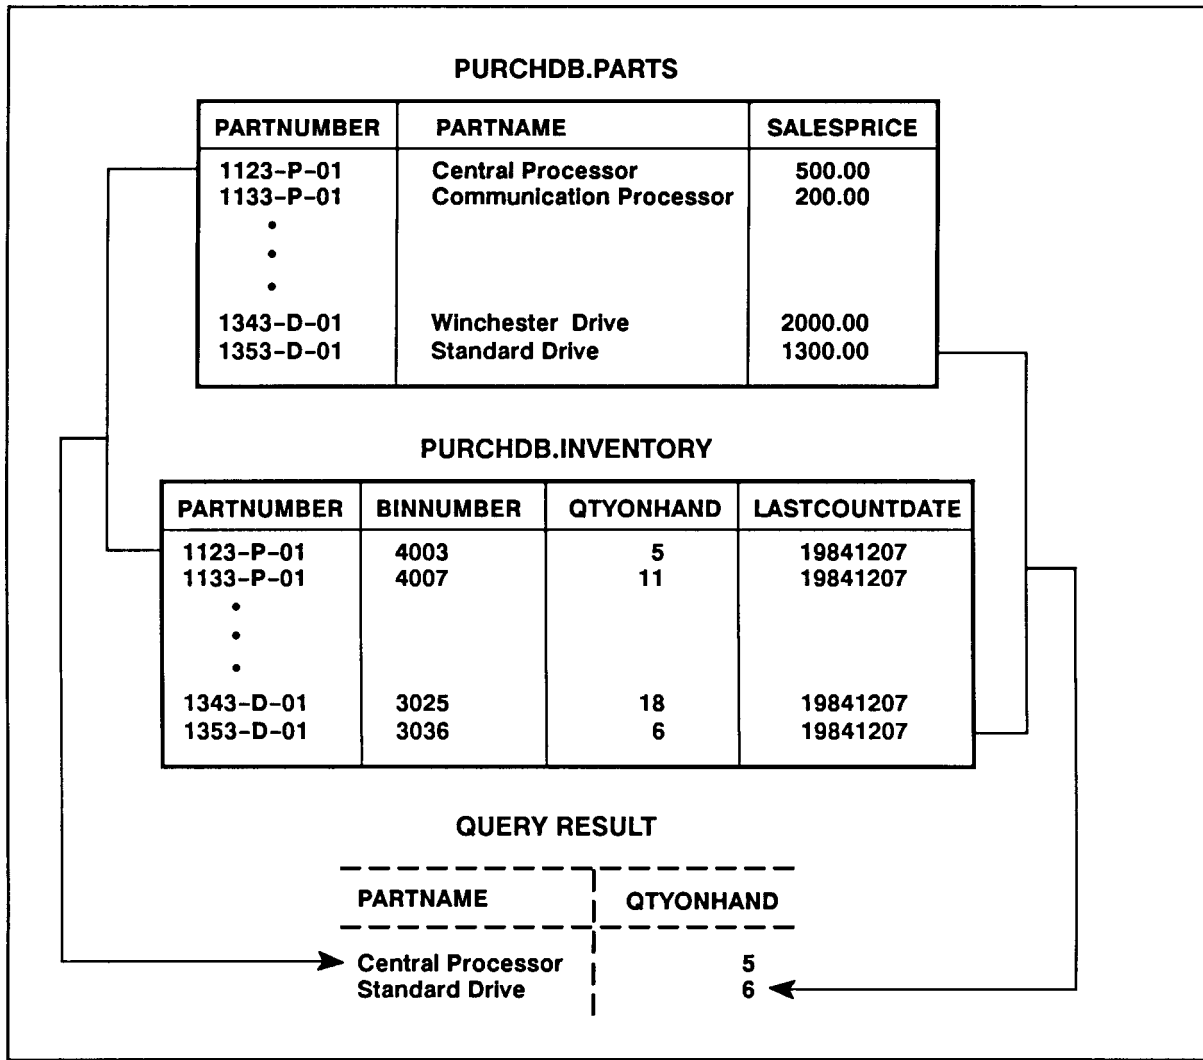 PURCHDB.PARTS
PARTNUMBER PARTNAME SALESPRICE
1123-P-01 Central Processor 500.00
1133-P-01 Communication Processor 200.00
•
•
•
1343-D-01 Winchester Drive 2000.00
1353-D-01 Standard Drive 1300.00
PURCHDB.INVENTORY
PARTNUMBER BINNUMBER QTYONHAND LASTCOUNTDATE
1123-P-01 4003 5 19841207
1133-P-01 4007 11 19841207
•
•
•
1343-D-01 3025 18 19841207
1353-D-01 3036 6 19841207
QUERY RESULT
PARTNAME QTYONHAND
Central Processor 5
Standard Drive 6